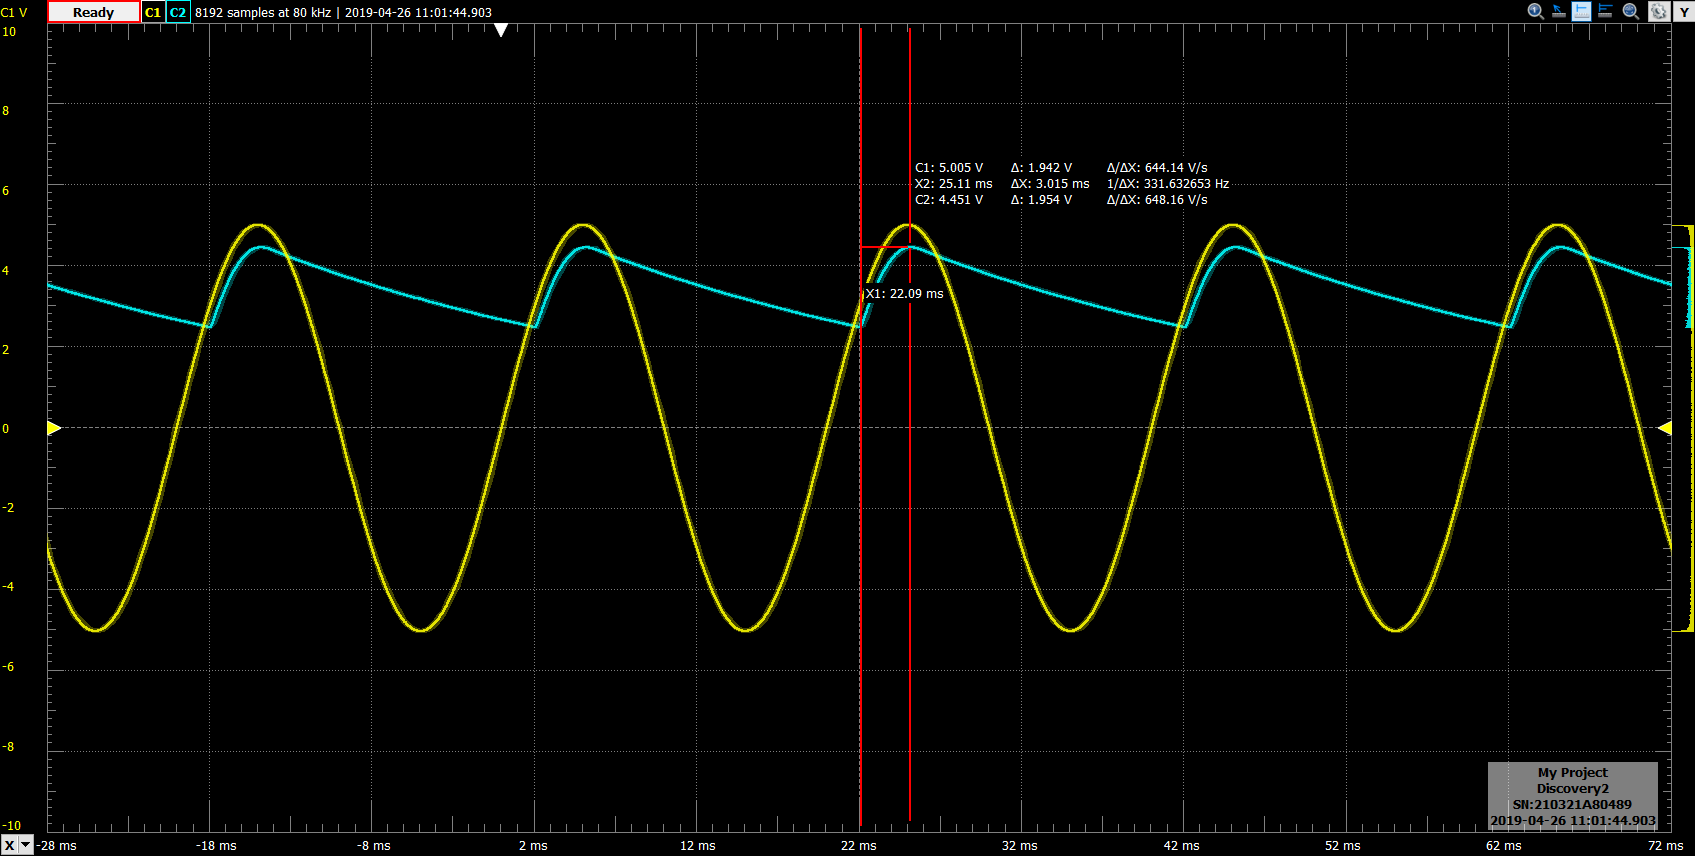 C1 V Ready C1 C2 8192 samples at 80 kHz | 2019-04-26 11:01:44.903 Y
10
8
6
4
2
0
-2
-4
-6
-8
-10
C1: 5.005 V Δ: 1.942 V Δ/ΔX: 644.14 V/s
X2: 25.11 ms ΔX: 3.015 ms 1/ΔX: 331.632653 Hz
C2: 4.451 V Δ: 1.954 V Δ/ΔX: 648.16 V/s
X1: 22.09 ms
My Project
Discovery2
SN:210321A80489
2019-04-26 11:01:44.903
X -28 ms -18 ms -8 ms 2 ms 12 ms 22 ms 32 ms 42 ms 52 ms 62 ms 72 ms